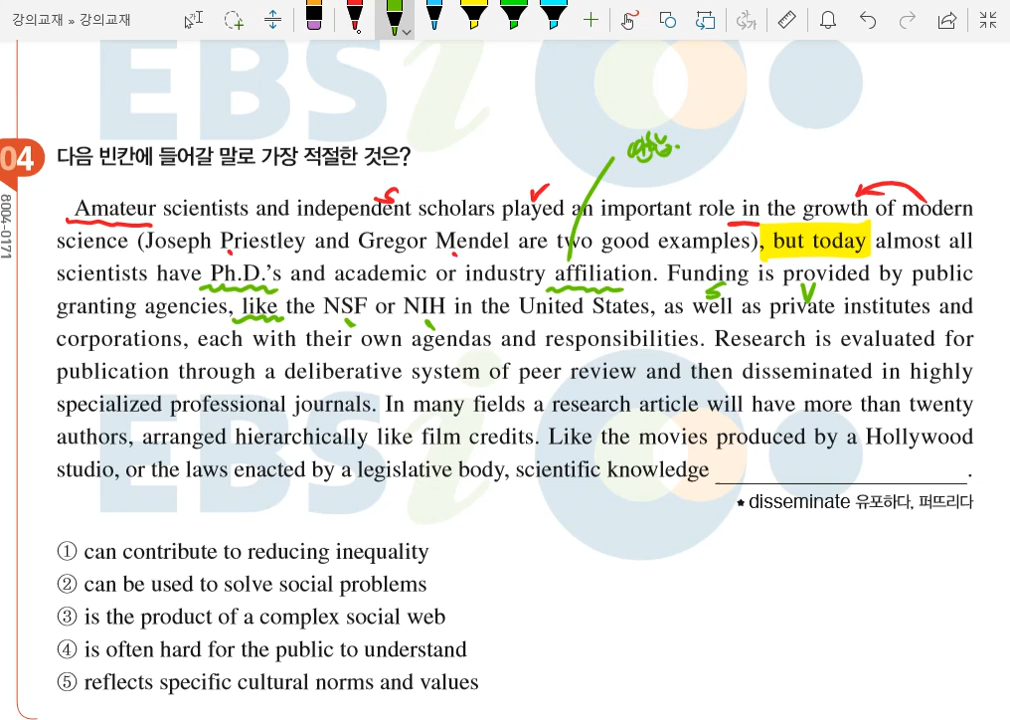 강의교재 » 강의교재
04 다음 빈칸에 들어갈 말로 가장 적절한 것은?
8004-0171
Amateur scientists and independent scholars played an important role in the growth of modern
science (Joseph Priestley and Gregor Mendel are two good examples), but today almost all
scientists have Ph.D.'s and academic or industry affiliation. Funding is provided by public
granting agencies, like the NSF or NIH in the United States, as well as private institutes and
corporations, each with their own agendas and responsibilities. Research is evaluated for
publication through a deliberative system of peer review and then disseminated in highly
specialized professional journals. In many fields a research article will have more than twenty
authors, arranged hierarchically like film credits. Like the movies produced by a Hollywood
studio, or the laws enacted by a legislative body, scientific knowledge ____________.
* disseminate 유포하다, 퍼뜨리다
① can contribute to reducing inequality
② can be used to solve social problems
③ is the product of a complex social web
④ is often hard for the public to understand
⑤ reflects specific cultural norms and values
EBSi
EBSi